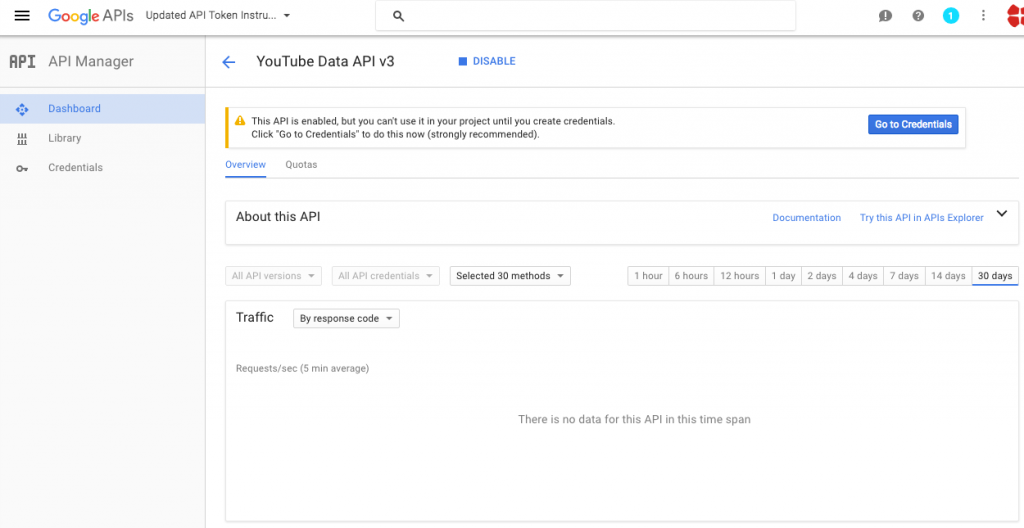 Google APIs
Updated API Token Instru...
1
API API Manager
YouTube Data API v3
DISABLE
Dashboard
Library
Credentials
This API is enabled, but you can't use it in your project until you create credentials.
Click "Go to Credentials" to do this now (strongly recommended).
Go to Credentials
Overview Quotas
About this API
Documentation Try this API in APIs Explorer
All API versions All API credentials Selected 30 methods
1 hour 6 hours 12 hours 1 day 2 days 4 days 7 days 14 days 30 days
Traffic By response code
Requests/sec (5 min average)
There is no data for this API in this time span